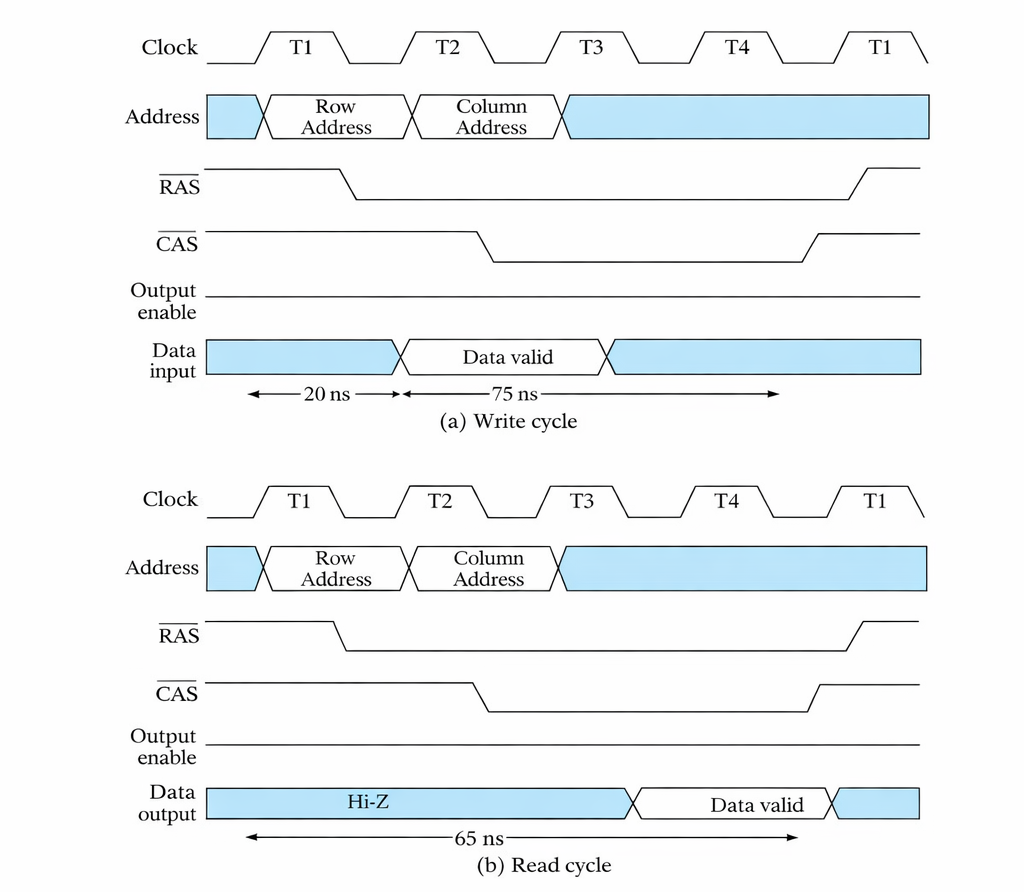 Clock T1 T2 T3 T4 T1
Address Row Address Column Address
RAS
CAS
Output enable
Data input Data valid
20 ns 75 ns
(a) Write cycle
Clock T1 T2 T3 T4 T1
Address Row Address Column Address
RAS
CAS
Output enable
Data output Hi-Z Data valid
65 ns
(b) Read cycle